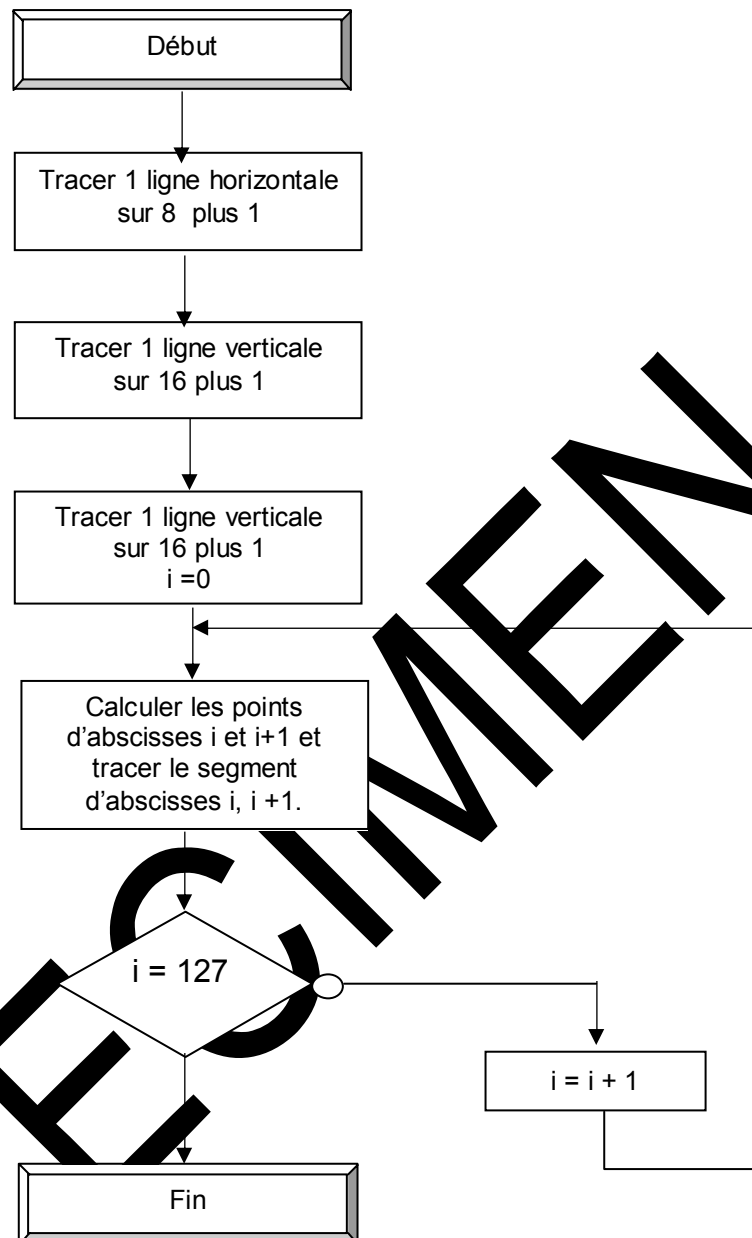 Début
Tracer 1 ligne horizontale
sur 8 plus 1
Tracer 1 ligne verticale
sur 16 plus 1
Tracer 1 ligne verticale
sur 16 plus 1
i =0
Calculer les points
d'abscisses i et i+1 et
tracer le segment
d'abscisses i, i +1.
i = 127
i = i + 1
Fin
ECIMEN